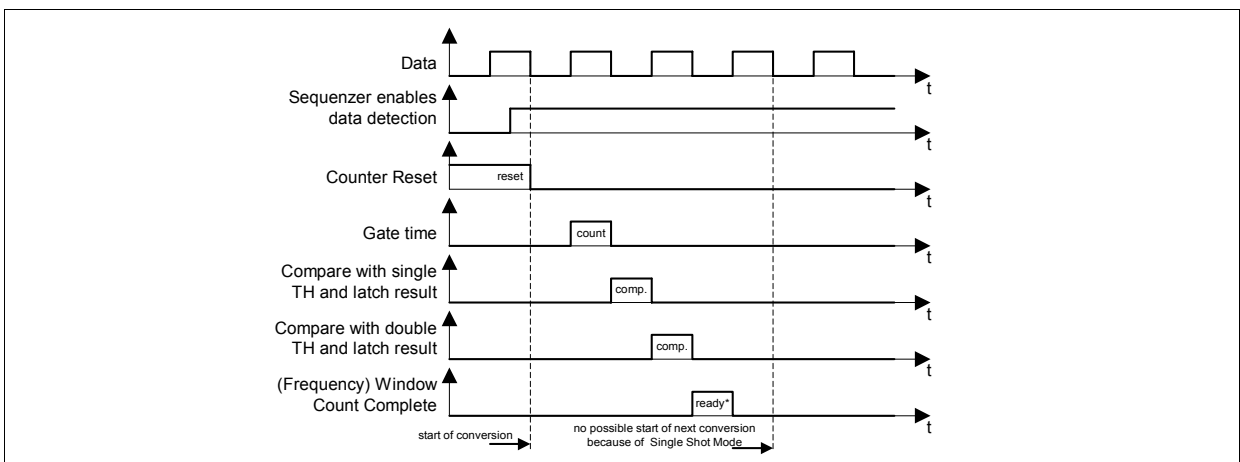 Data
t
Sequenzer enables
data detection
t
Counter Reset
reset
t
Gate time
count
t
Compare with single
TH and latch result
comp.
t
Compare with double
TH and latch result
comp.
t
(Frequency) Window
Count Complete
ready*
t
start of conversion
no possible start of next conversion
because of Single Shot Mode